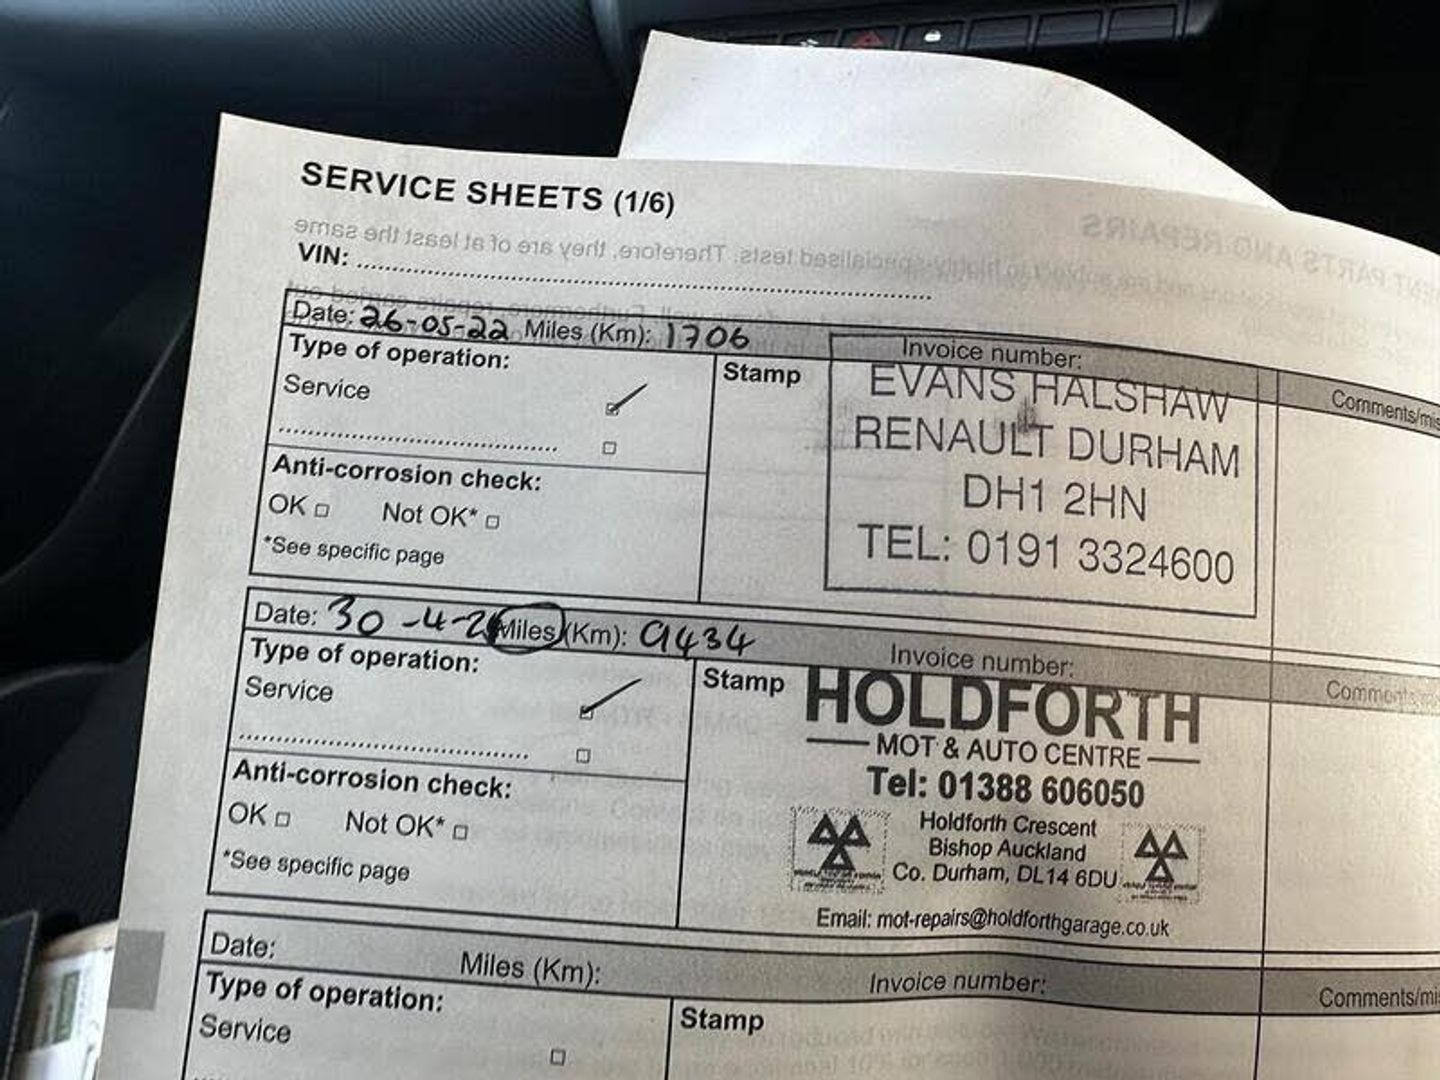 SERVICE SHEETS (1/6)
VIN:
Date: 26-05-22 Miles (Km): 1706 Invoice number:
Type of operation: Stamp Comments/mis
Service
EVANS HALSHAW
RENAULT DURHAM
DH1 2HN
TEL: 0191 3324600
Anti-corrosion check:
OK Not OK*
*See specific page
Date: 30-4-2 Miles (Km): 9434 Invoice number:
Type of operation: Stamp
Service
HOLDFORTH
MOT & AUTO CENTRE
Tel: 01388 606050
Holdforth Crescent
Bishop Auckland
Co. Durham, DL14 6DU
Email: mot-repairs@holdforthgarage.co.uk
Anti-corrosion check:
OK Not OK*
*See specific page
Date: Miles (Km): Invoice number: Comments/mis
Type of operation: Stamp
Service